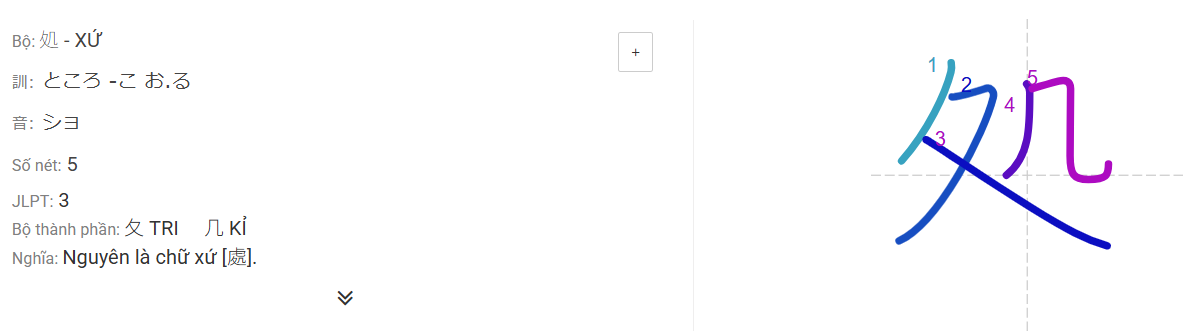 Bộ: 処 - XỨ
+
訓: ところ -こ お.る
音: ショ
Số nét: 5
JLPT: 3
Bộ thành phần: 夂 TRI 几 KỈ
Nghĩa: Nguyên là chữ xứ [處].
処
1
2
3
4
5